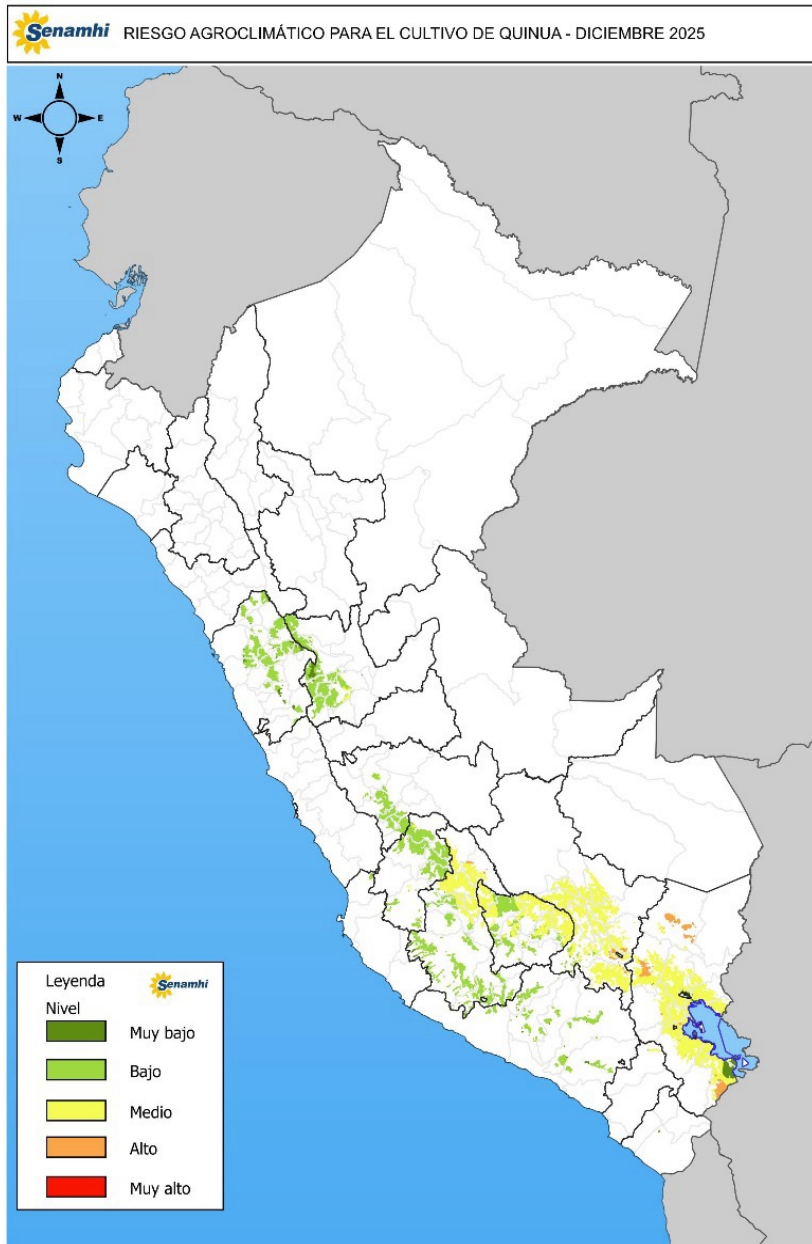 Senamhi RIESGO AGROCLIMÁTICO PARA EL CULTIVO DE QUINUA - DICIEMBRE 2025
N
W E
S
Leyenda Senamhi
Nivel
Muy bajo
Bajo
Medio
Alto
Muy alto